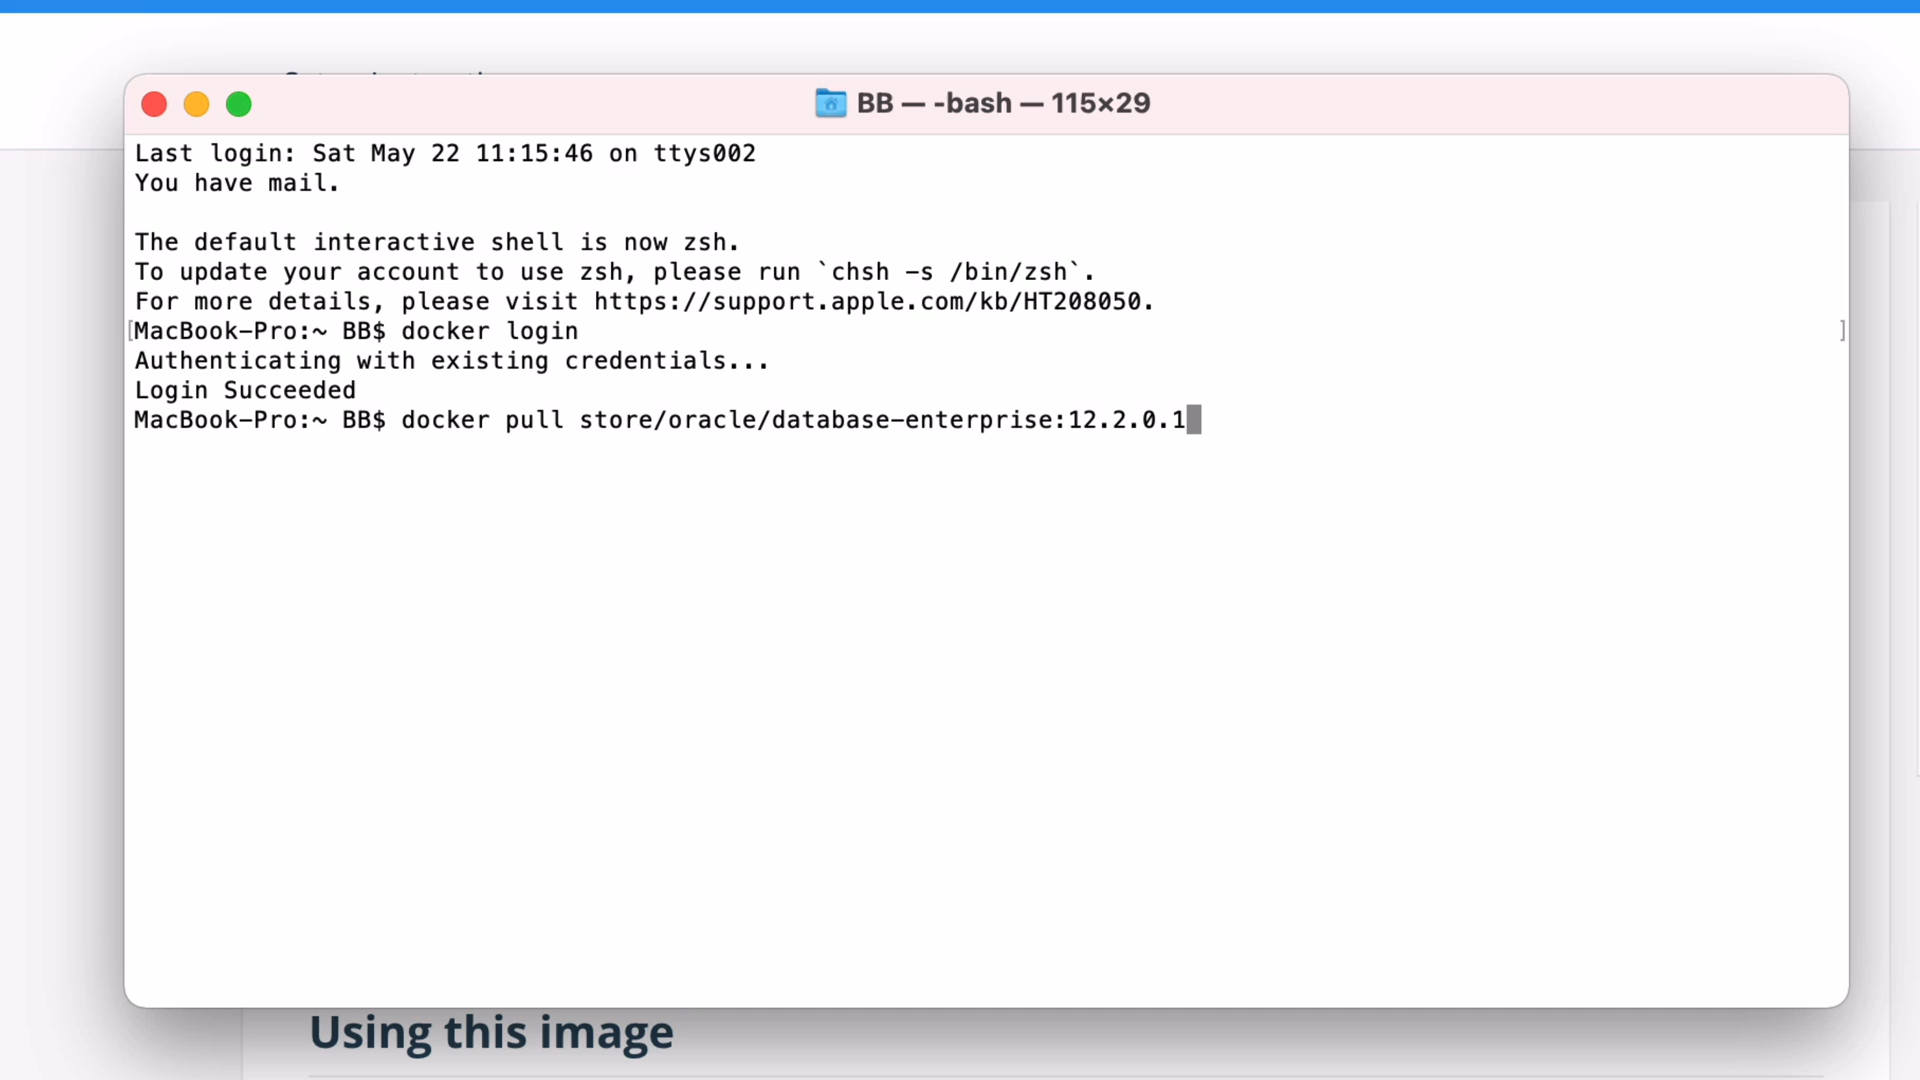 BB — -bash — 115×29
Last login: Sat May 22 11:15:46 on ttys002
You have mail.
The default interactive shell is now zsh.
To update your account to use zsh, please run `chsh -s /bin/zsh`.
For more details, please visit https://support.apple.com/kb/HT208050.
[MacBook-Pro:~ BB$ docker login ]
Authenticating with existing credentials...
Login Succeeded
MacBook-Pro:~ BB$ docker pull store/oracle/database-enterprise:12.2.0.1
Using this image